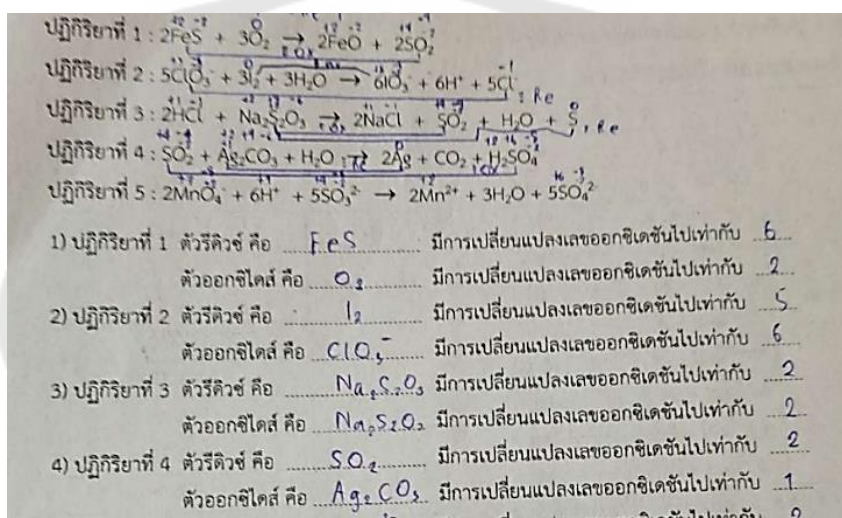 ปฏิกิริยาที่ 1 : 2FeS + 3O₂ → 2FeO + 2SO₂
ปฏิกิริยาที่ 2 : 5ClO₃⁻ + 3I₂ + 3H₂O → 6IO₃⁻ + 6H⁺ + 5Cl⁻
ปฏิกิริยาที่ 3 : 2HCl + Na₂S₂O₃ → 2NaCl + SO₂ + H₂O + S
ปฏิกิริยาที่ 4 : SO₂ + Ag₂CO₃ + H₂O → 2Ag + CO₂ + H₂SO₄
ปฏิกิริยาที่ 5 : 2MnO₄⁻ + 6H⁺ + 5SO₃²⁻ → 2Mn²⁺ + 3H₂O + 5SO₄²⁻
1) ปฏิกิริยาที่ 1 ตัวรีดิวซ์ คือ FeS มีการเปลี่ยนแปลงเลขออกซิเดชันไปเท่ากับ 6
ตัวออกซิไดส์ คือ O₂ มีการเปลี่ยนแปลงเลขออกซิเดชันไปเท่ากับ 2
2) ปฏิกิริยาที่ 2 ตัวรีดิวซ์ คือ I₂ มีการเปลี่ยนแปลงเลขออกซิเดชันไปเท่ากับ 5
ตัวออกซิไดส์ คือ ClO₃⁻ มีการเปลี่ยนแปลงเลขออกซิเดชันไปเท่ากับ 6
3) ปฏิกิริยาที่ 3 ตัวรีดิวซ์ คือ Na₂S₂O₃ มีการเปลี่ยนแปลงเลขออกซิเดชันไปเท่ากับ 2
ตัวออกซิไดส์ คือ Na₂S₂O₃ มีการเปลี่ยนแปลงเลขออกซิเดชันไปเท่ากับ 2
4) ปฏิกิริยาที่ 4 ตัวรีดิวซ์ คือ SO₂ มีการเปลี่ยนแปลงเลขออกซิเดชันไปเท่ากับ 2
ตัวออกซิไดส์ คือ Ag₂CO₃ มีการเปลี่ยนแปลงเลขออกซิเดชันไปเท่ากับ 1